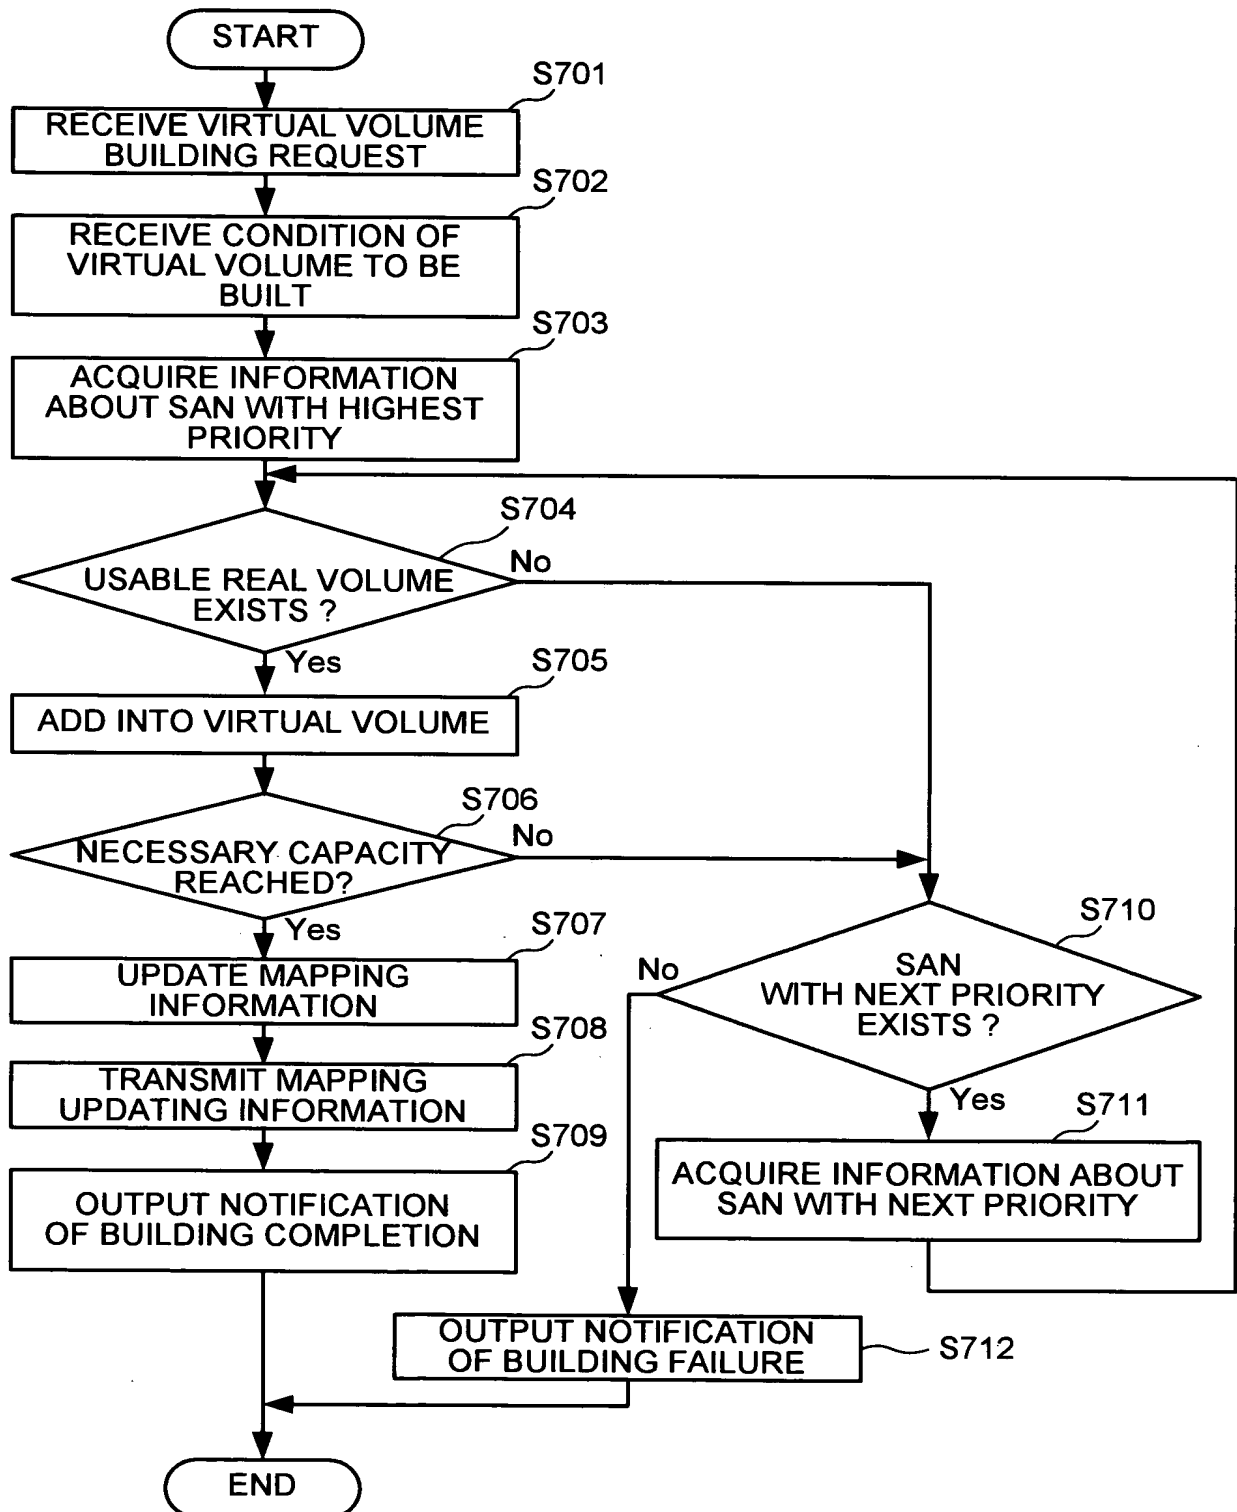 START
S701
RECEIVE VIRTUAL VOLUME
BUILDING REQUEST
S702
RECEIVE CONDITION OF
VIRTUAL VOLUME TO BE
BUILT
S703
ACQUIRE INFORMATION
ABOUT SAN WITH HIGHEST
PRIORITY
S704
No
USABLE REAL VOLUME
EXISTS ?
Yes
S705
ADD INTO VIRTUAL VOLUME
S706
No
NECESSARY CAPACITY
REACHED?
Yes
S707
UPDATE MAPPING
INFORMATION
S708
TRANSMIT MAPPING
UPDATING INFORMATION
S709
OUTPUT NOTIFICATION
OF BUILDING COMPLETION
S710
No
SAN
WITH NEXT PRIORITY
EXISTS ?
Yes
S711
ACQUIRE INFORMATION ABOUT
SAN WITH NEXT PRIORITY
OUTPUT NOTIFICATION
OF BUILDING FAILURE
S712
END